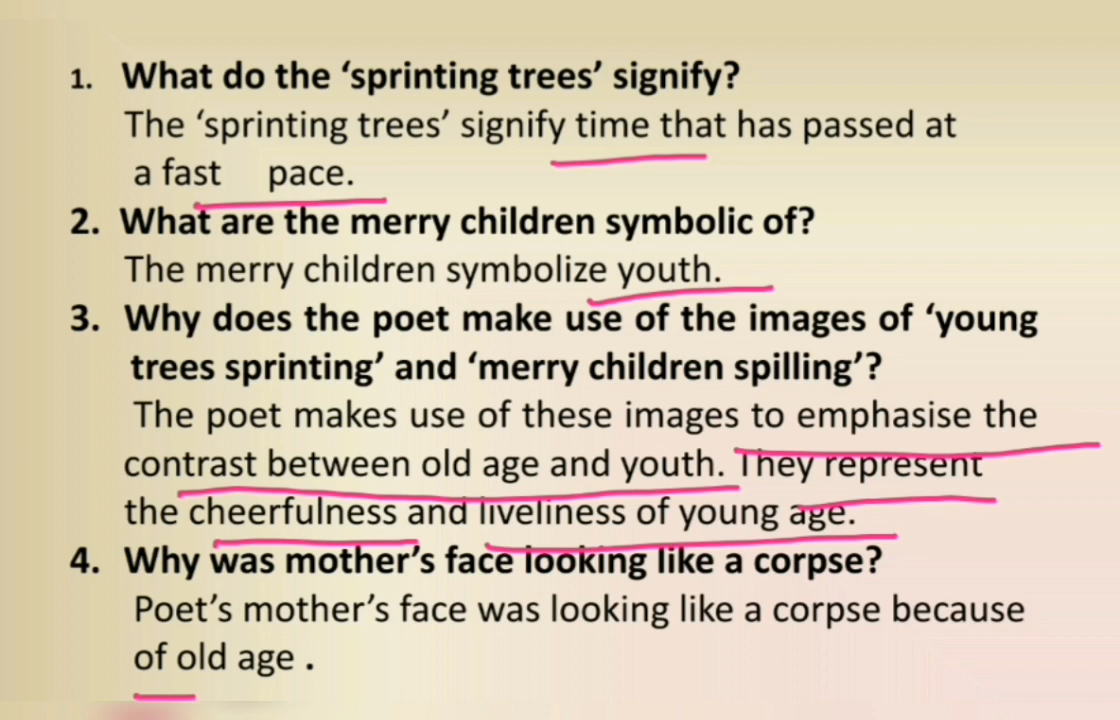 1. What do the ‘sprinting trees’ signify?
The ‘sprinting trees’ signify time that has passed at
a fast pace.
2. What are the merry children symbolic of?
The merry children symbolize youth.
3. Why does the poet make use of the images of ‘young
trees sprinting’ and ‘merry children spilling’?
The poet makes use of these images to emphasise the
contrast between old age and youth. They represent
the cheerfulness and liveliness of young age.
4. Why was mother’s face looking like a corpse?
Poet’s mother’s face was looking like a corpse because
of old age .